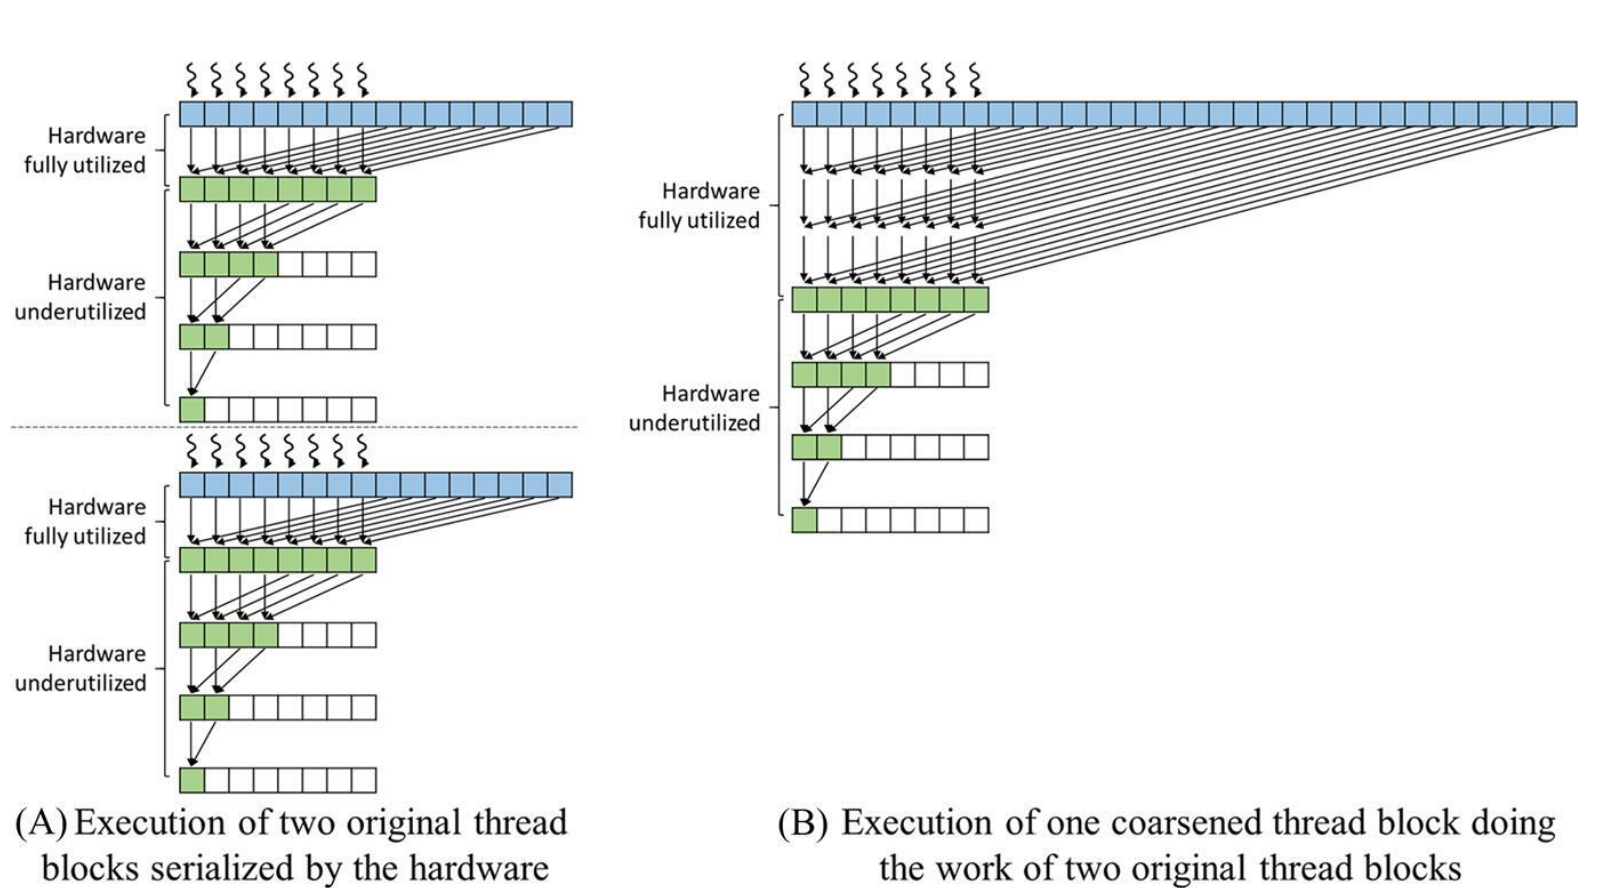 Hardware
fully utilized
Hardware
underutilized
Hardware
fully utilized
Hardware
underutilized
(A) Execution of two original thread
blocks serialized by the hardware
Hardware
fully utilized
Hardware
underutilized
(B) Execution of one coarsened thread block doing
the work of two original thread blocks